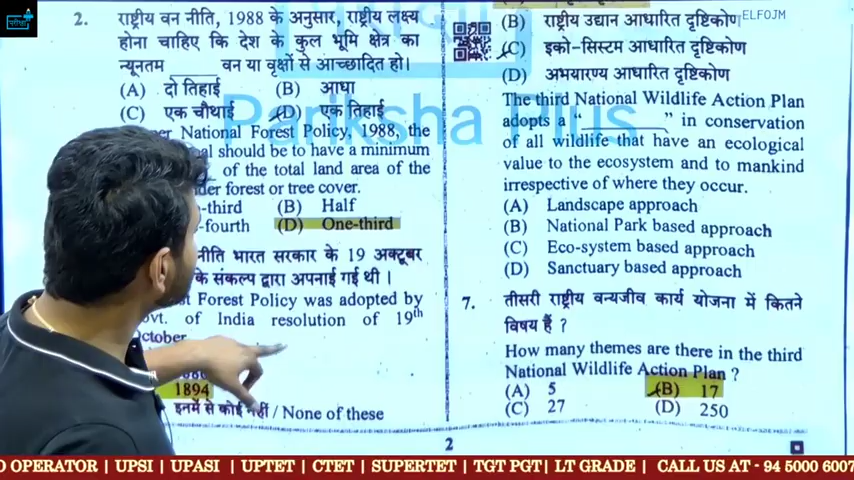 2. राष्ट्रीय वन नीति, 1988 के अनुसार, राष्ट्रीय लक्ष्य
होना चाहिए कि देश के कुल भूमि क्षेत्र का
न्यूनतम ____ वन या वृक्षों से आच्छादित हो।
(A) दो तिहाई (B) आधा
(C) एक चौथाई (D) एक तिहाई
National Forest Policy, 1988, the
should be to have a minimum
of the total land area of the
forest or tree cover.
-third (B) Half
-fourth (D) One-third
नीति भारत सरकार के 19 अक्टूबर
के संकल्प द्वारा अपनाई गई थी।
Forest Policy was adopted by
of India resolution of 19th
October
1894
इनमें से कोई नहीं / None of these
(B) राष्ट्रीय उद्यान आधारित दृष्टिकोण
(C) इको-सिस्टम आधारित दृष्टिकोण
(D) अभयारण्य आधारित दृष्टिकोण
The third National Wildlife Action Plan
adopts a “________” in conservation
of all wildlife that have an ecological
value to the ecosystem and to mankind
irrespective of where they occur.
(A) Landscape approach
(B) National Park based approach
(C) Eco-system based approach
(D) Sanctuary based approach
7. तीसरी राष्ट्रीय वन्यजीव कार्य योजना में कितने
विषय हैं ?
How many themes are there in the third
National Wildlife Action Plan ?
(A) 5 (B) 17
(C) 27 (D) 250
2
ELFOJM
Pariksha Plus
D OPERATOR | UPSI | UPASI | UPTET | CTET | SUPERTET | TGT PGT| LT GRADE | CALL US AT - 94 5000 6007